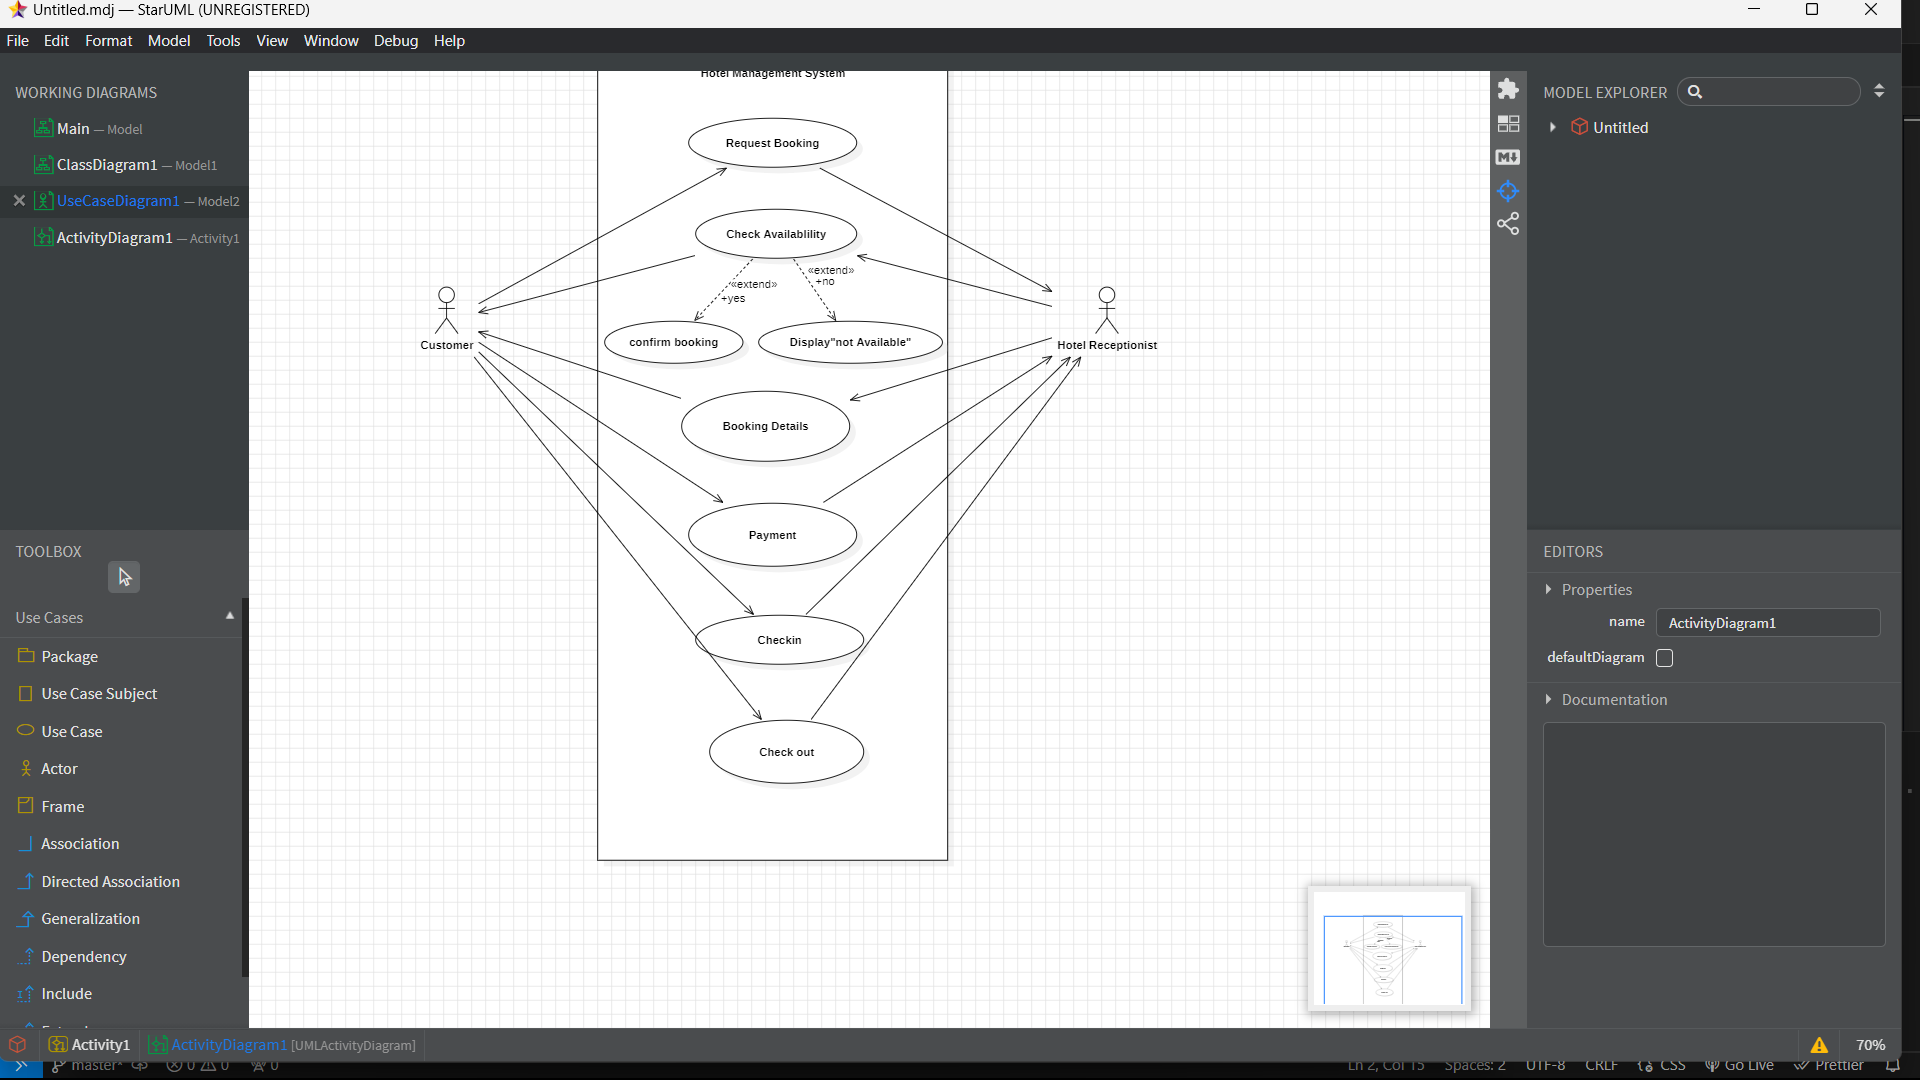 Untitled.mdj — StarUML (UNREGISTERED)
File Edit Format Model Tools View Window Debug Help
WORKING DIAGRAMS
Main — Model
ClassDiagram1 — Model1
UseCaseDiagram1 — Model2
ActivityDiagram1 — Activity1
TOOLBOX
Use Cases
Package
Use Case Subject
Use Case
Actor
Frame
Association
Directed Association
Generalization
Dependency
Include
Hotel Management System
Request Booking
Check Availablility
«extend»
+no
«extend»
+yes
confirm booking
Display"not Available"
Customer
Hotel Receptionist
Booking Details
Payment
Checkin
Check out
MODEL EXPLORER
Untitled
EDITORS
Properties
name ActivityDiagram1
defaultDiagram
Documentation
Activity1 ActivityDiagram1 [UMLActivityDiagram] 70%
master* 0 0 0 Ln 2, Col 15 Spaces: 2 UTF-8 CRLF CSS Go Live Prettier